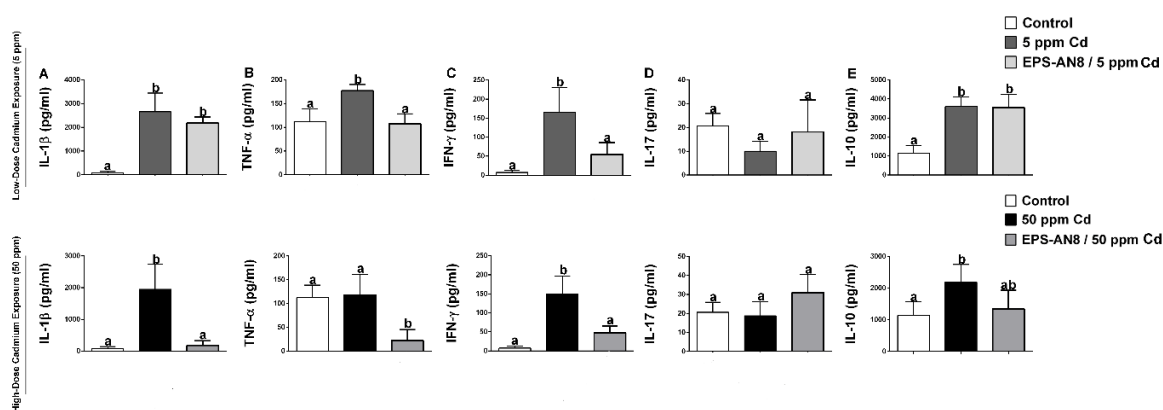 Control
5 ppm Cd
EPS-AN8 / 5 ppm Cd
Low-Dose Cadmium Exposure (5 ppm)
A
IL-1β (pg/ml)
4000
3000
2000
1000
0
a
b
b
B
TNF-α (pg/ml)
200
150
100
50
0
a
b
a
C
IFN-γ (pg/ml)
250
200
150
100
50
0
a
b
a
D
IL-17 (pg/ml)
40
30
20
10
0
a
a
a
E
IL-10 (pg/ml)
5000
4000
3000
2000
1000
0
a
b
b
Control
50 ppm Cd
EPS-AN8 / 50 ppm Cd
High-Dose Cadmium Exposure (50 ppm)
IL-1β (pg/ml)
3000
2000
1000
0
a
b
a
TNF-α (pg/ml)
200
150
100
50
0
a
a
b
IFN-γ (pg/ml)
250
200
150
100
50
0
a
b
a
IL-17 (pg/ml)
50
40
30
20
10
0
a
a
a
IL-10 (pg/ml)
3000
2000
1000
0
a
b
ab